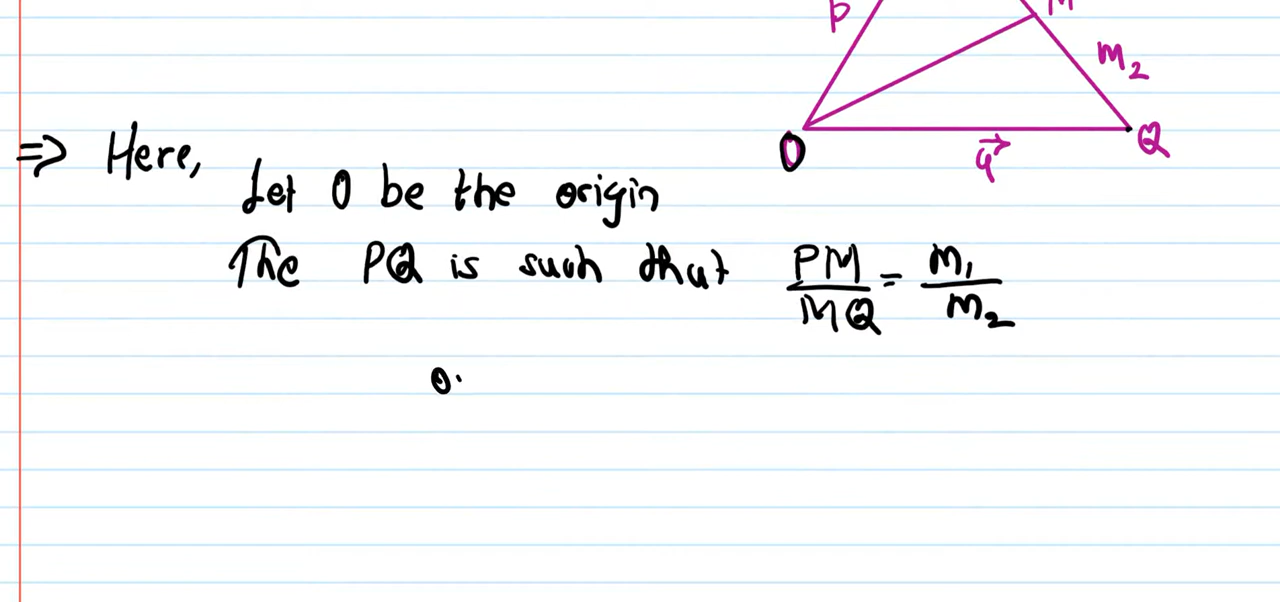 p
M
m₂
O
q⃗
Q
=> Here,
Let O be the origin
The PQ is such that PM/MQ = m₁/m₂
O.